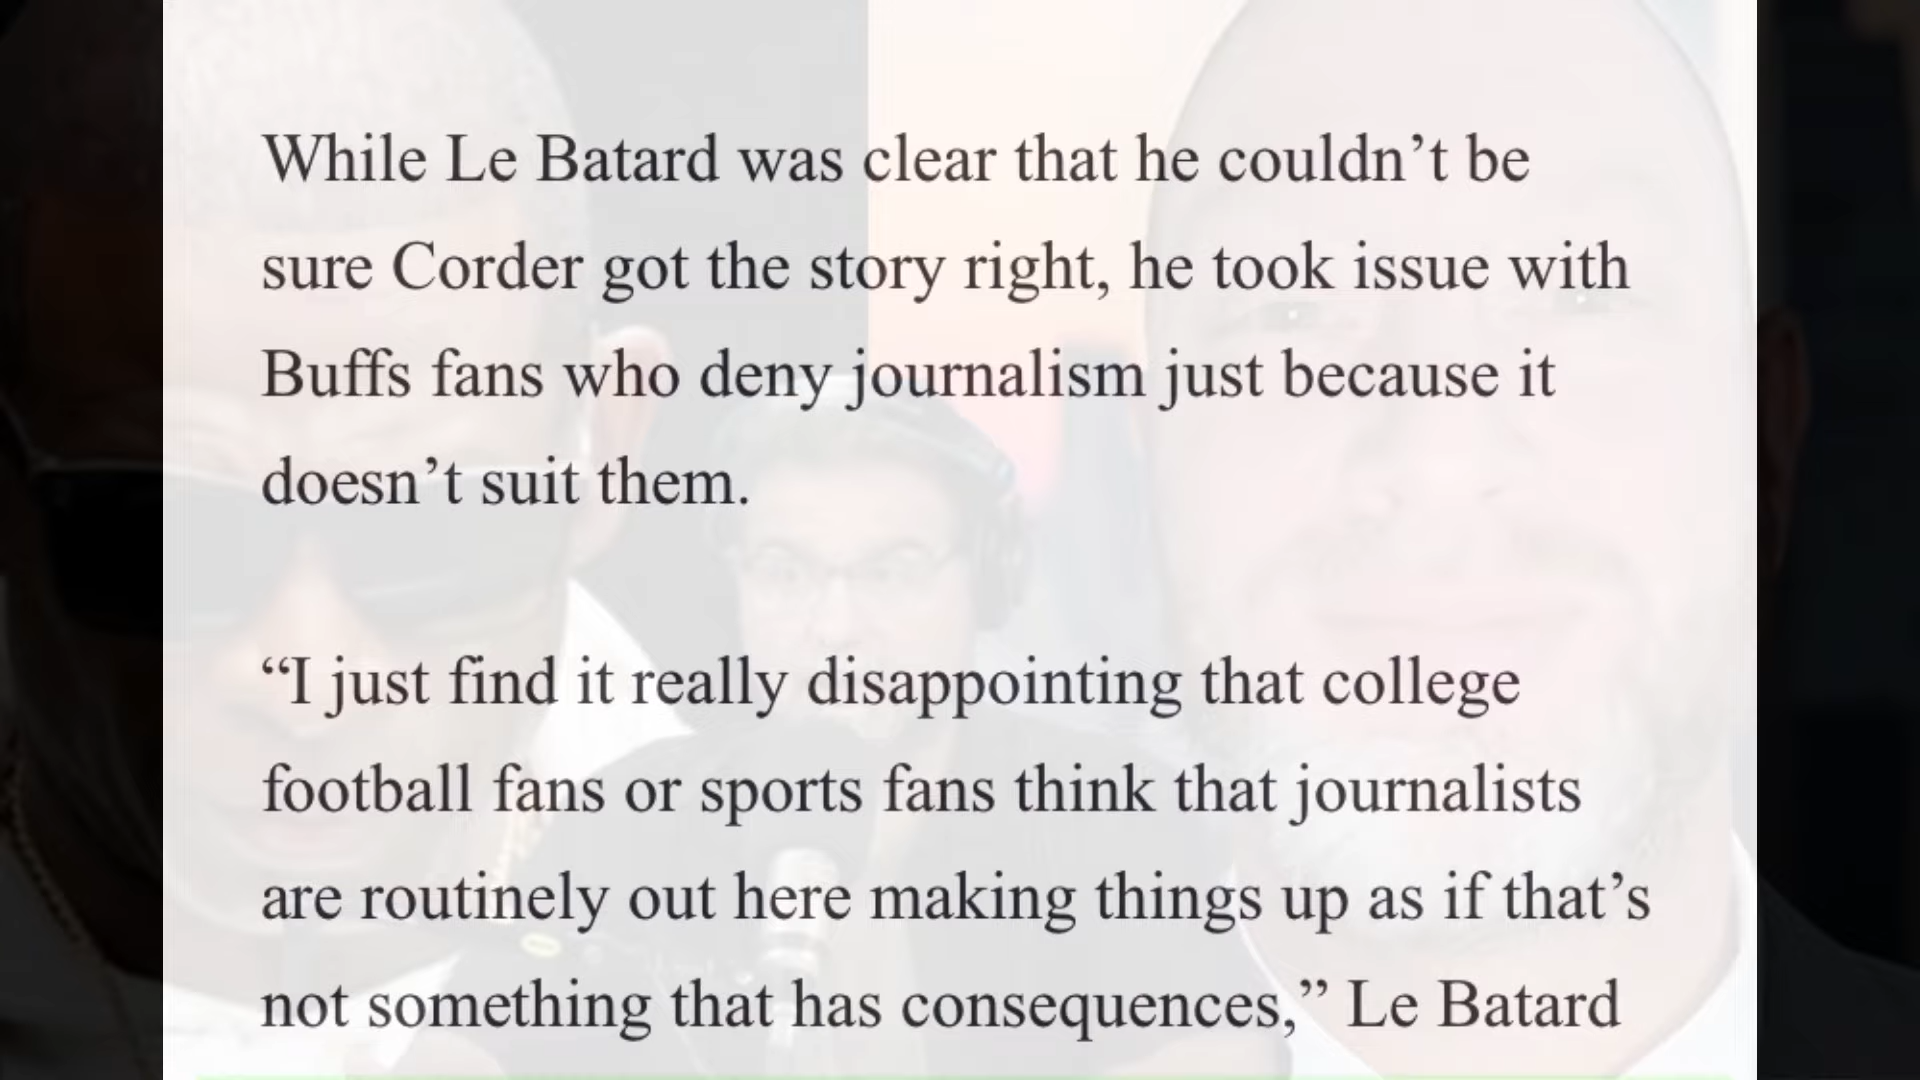 While Le Batard was clear that he couldn’t be
sure Corder got the story right, he took issue with
Buffs fans who deny journalism just because it
doesn’t suit them.
“I just find it really disappointing that college
football fans or sports fans think that journalists
are routinely out here making things up as if that’s
not something that has consequences,” Le Batard